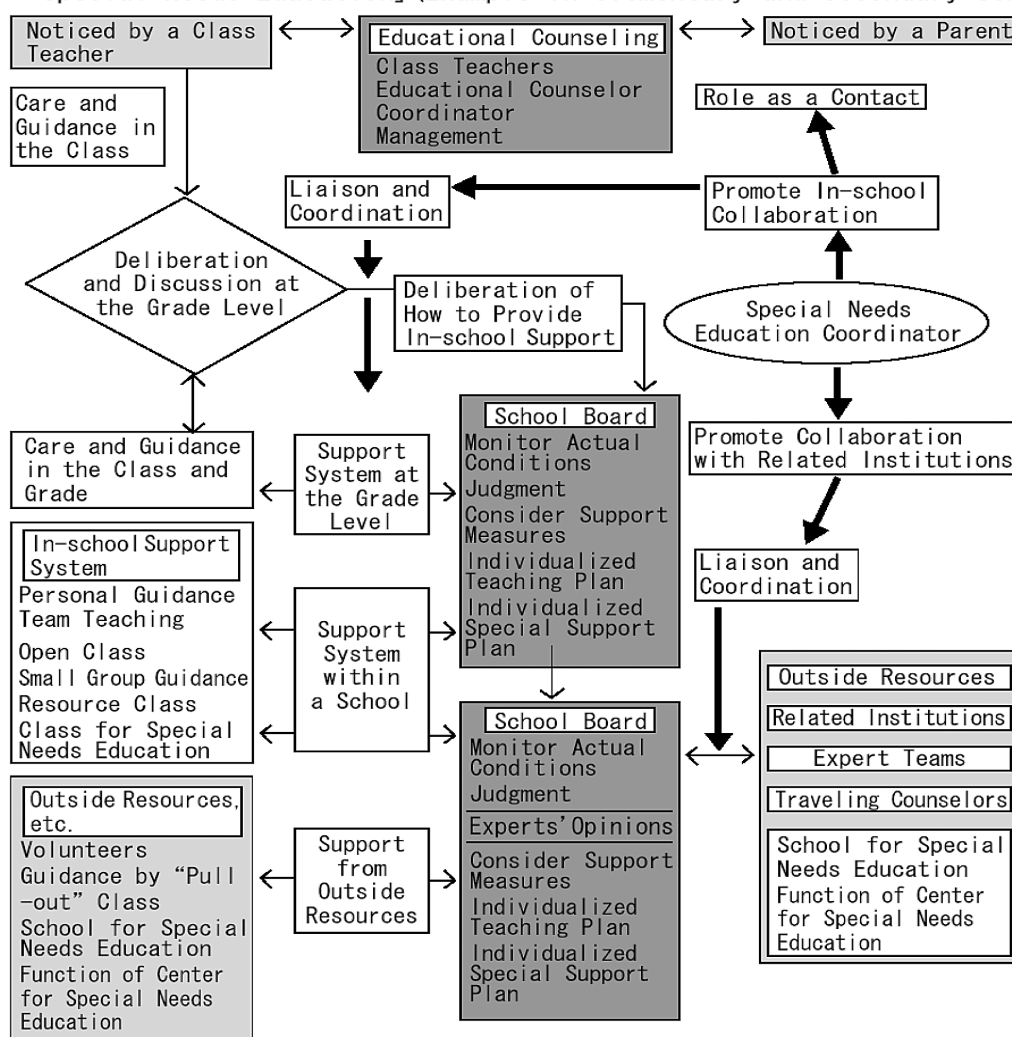 Noticed by a Class
Teacher
Educational Counseling
Class Teachers
Educational Counselor
Coordinator
Management
Noticed by a Parent
Care and
Guidance in
the Class
Role as a Contact
Liaison and
Coordination
Promote In-school
Collaboration
Deliberation
and Discussion at
the Grade Level
Deliberation of
How to Provide
In-school Support
Special Needs
Education Coordinator
Care and Guidance
in the Class and
Grade
Support
System at
the Grade
Level
School Board
Monitor Actual
Conditions
Judgment
Consider Support
Measures
Individualized
Teaching Plan
Individualized
Special Support
Plan
Promote Collaboration
with Related Institutions
Liaison and
Coordination
In-school Support
System
Personal Guidance
Team Teaching
Open Class
Small Group Guidance
Resource Class
Class for Special
Needs Education
Support
System
within
a School
School Board
Monitor Actual
Conditions
Judgment
Experts' Opinions
Consider Support
Measures
Individualized
Teaching Plan
Individualized
Special Support
Plan
Outside Resources
Related Institutions
Expert Teams
Traveling Counselors
School for Special
Needs Education
Function of Center
for Special Needs
Education
Outside Resources,
etc.
Volunteers
Guidance by “Pull
-out” Class
School for Special
Needs Education
Function of Center
for Special Needs
Education
Support
from
Outside
Resources